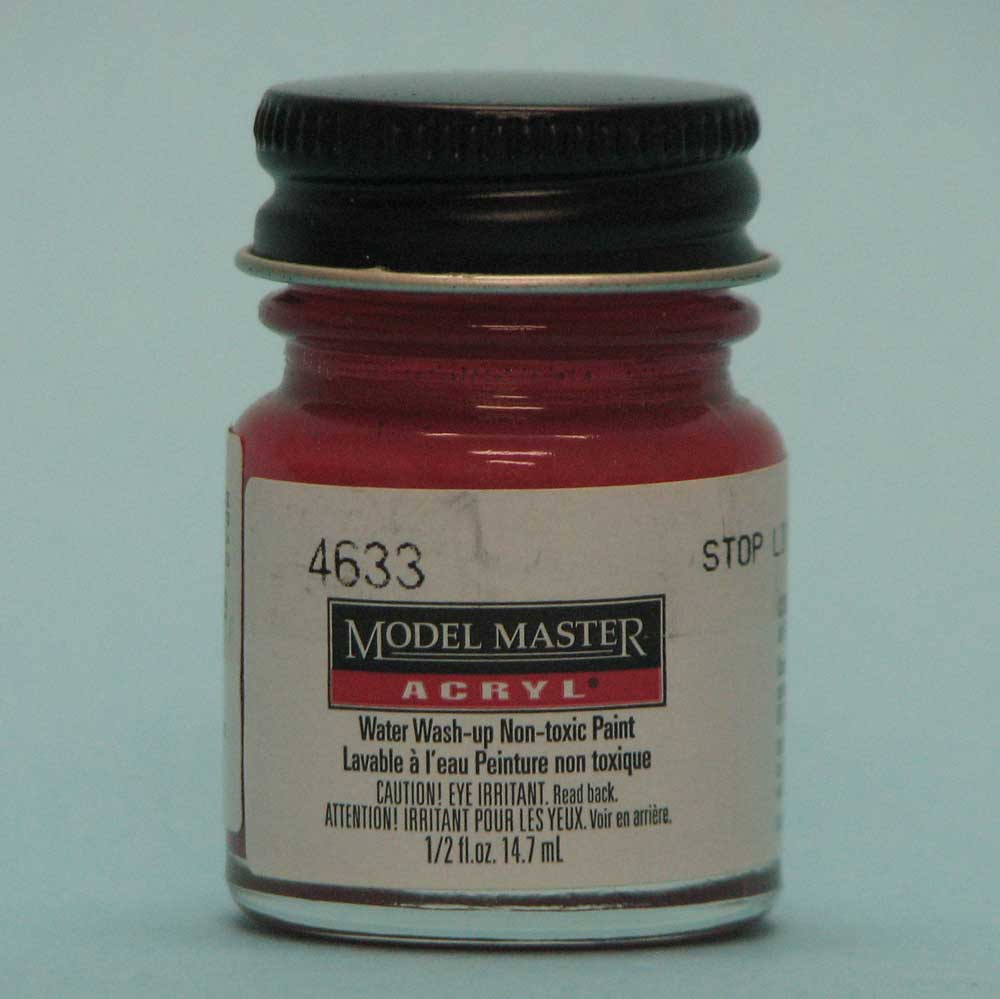 4633
STOP
MODEL MASTER
ACRYL®
Water Wash-up Non-toxic Paint
Lavable à l'eau Peinture non toxique
CAUTION! EYE IRRITANT. Read back.
ATTENTION! IRRITANT POUR LES YEUX. Voir en arrière.
1/2 fl.oz. 14.7 mL